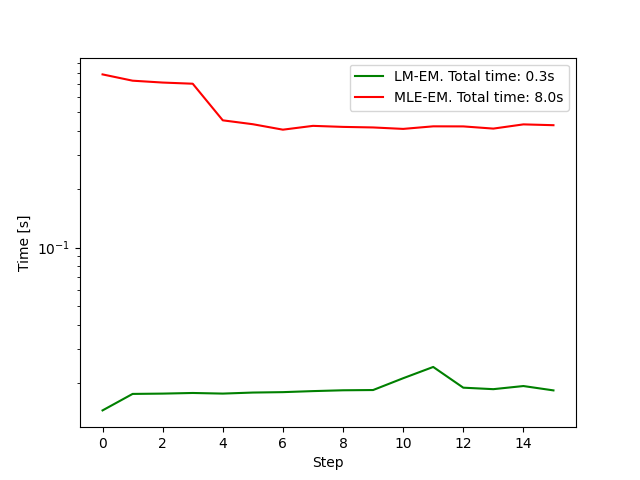 LM-EM. Total time: 0.3s
MLE-EM. Total time: 8.0s
Time [s]
10⁻¹
0 2 4 6 8 10 12 14
Step